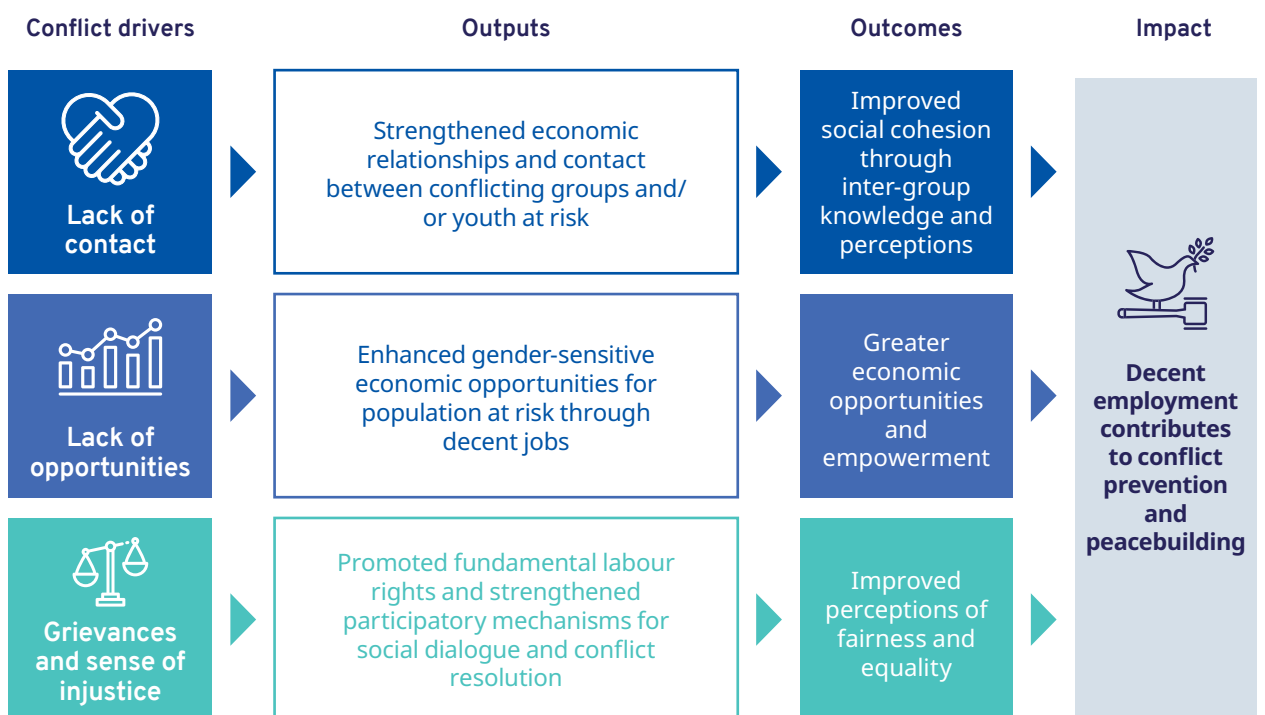 Conflict drivers
Outputs
Outcomes
Impact
Lack of
contact
Strengthened economic
relationships and contact
between conflicting groups and/
or youth at risk
Improved
social cohesion
through
inter-group
knowledge and
perceptions
Lack of
opportunities
Enhanced gender-sensitive
economic opportunities for
population at risk through
decent jobs
Greater
economic
opportunities
and
empowerment
Grievances
and sense of
injustice
Promoted fundamental labour
rights and strengthened
participatory mechanisms for
social dialogue and conflict
resolution
Improved
perceptions of
fairness and
equality
Decent
employment
contributes
to conflict
prevention
and
peacebuilding